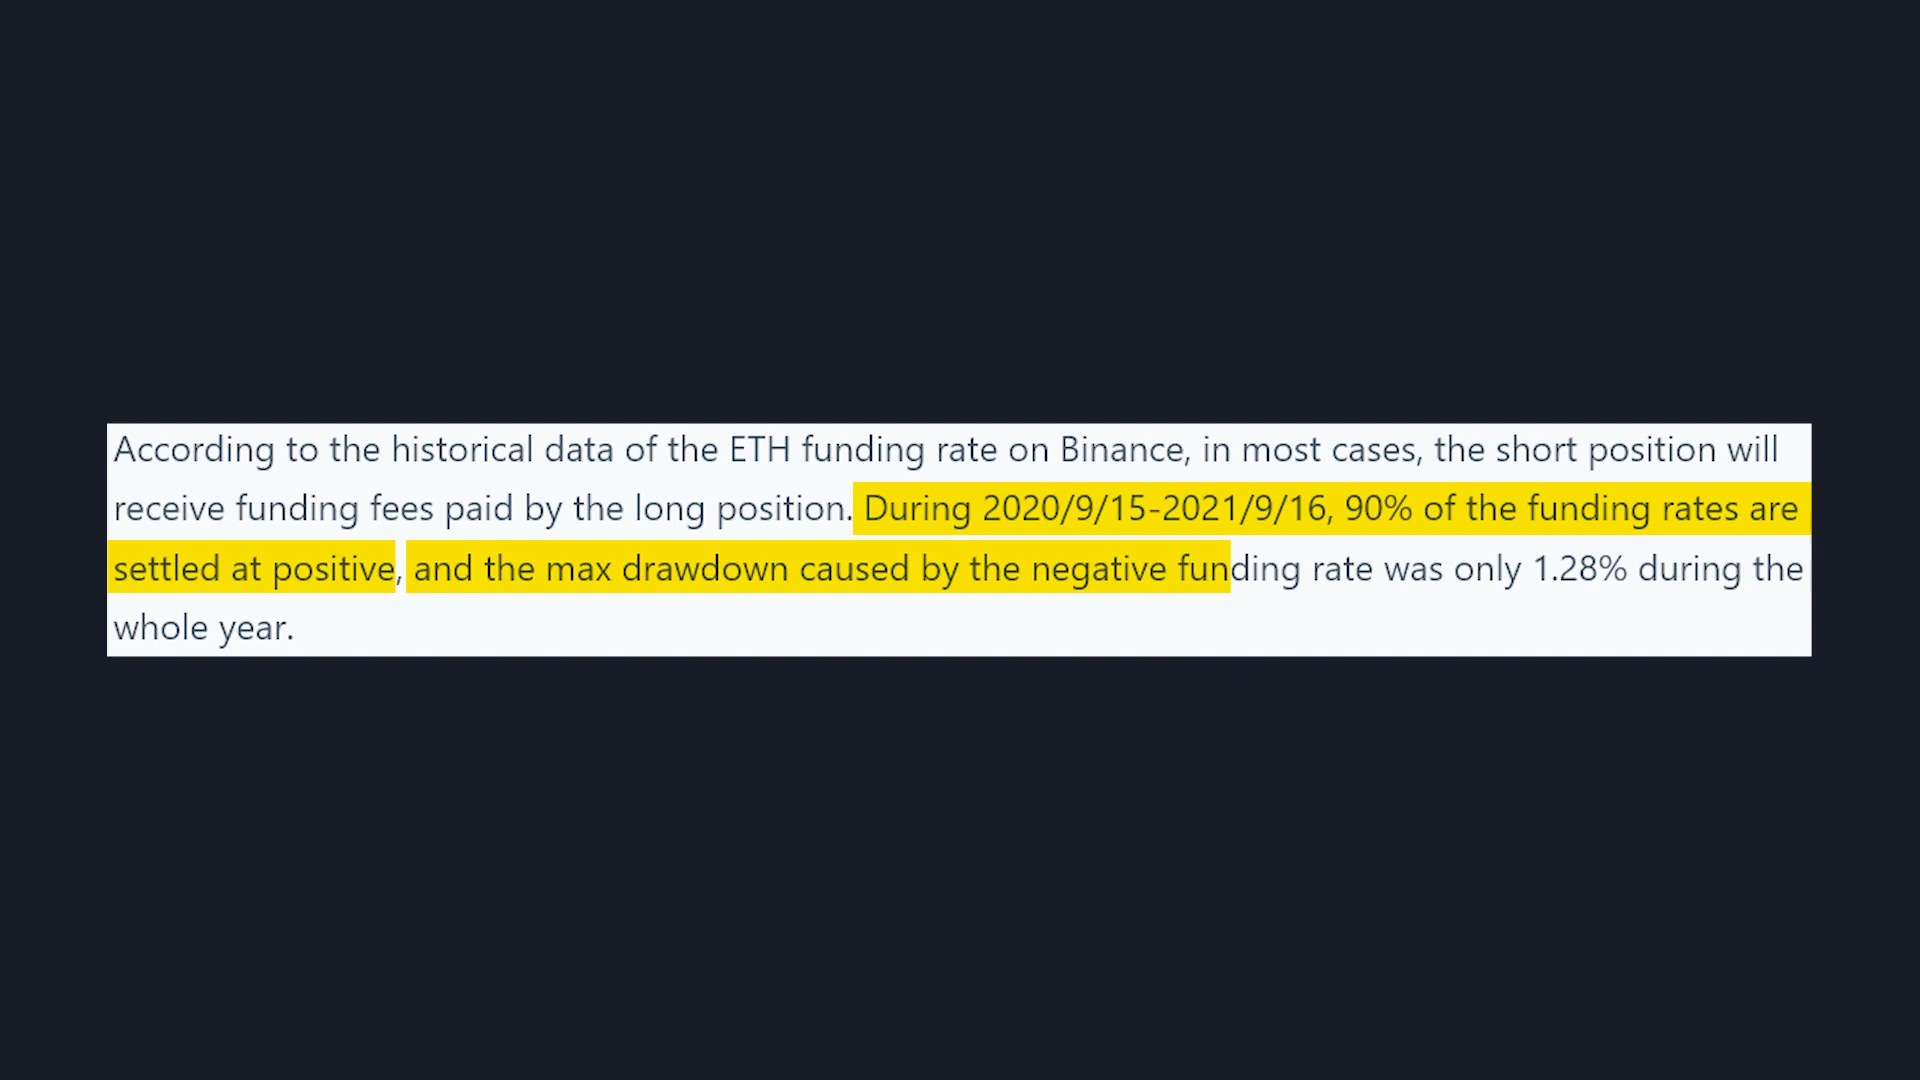 According to the historical data of the ETH funding rate on Binance, in most cases, the short position will
receive funding fees paid by the long position. During 2020/9/15-2021/9/16, 90% of the funding rates are
settled at positive, and the max drawdown caused by the negative funding rate was only 1.28% during the
whole year.